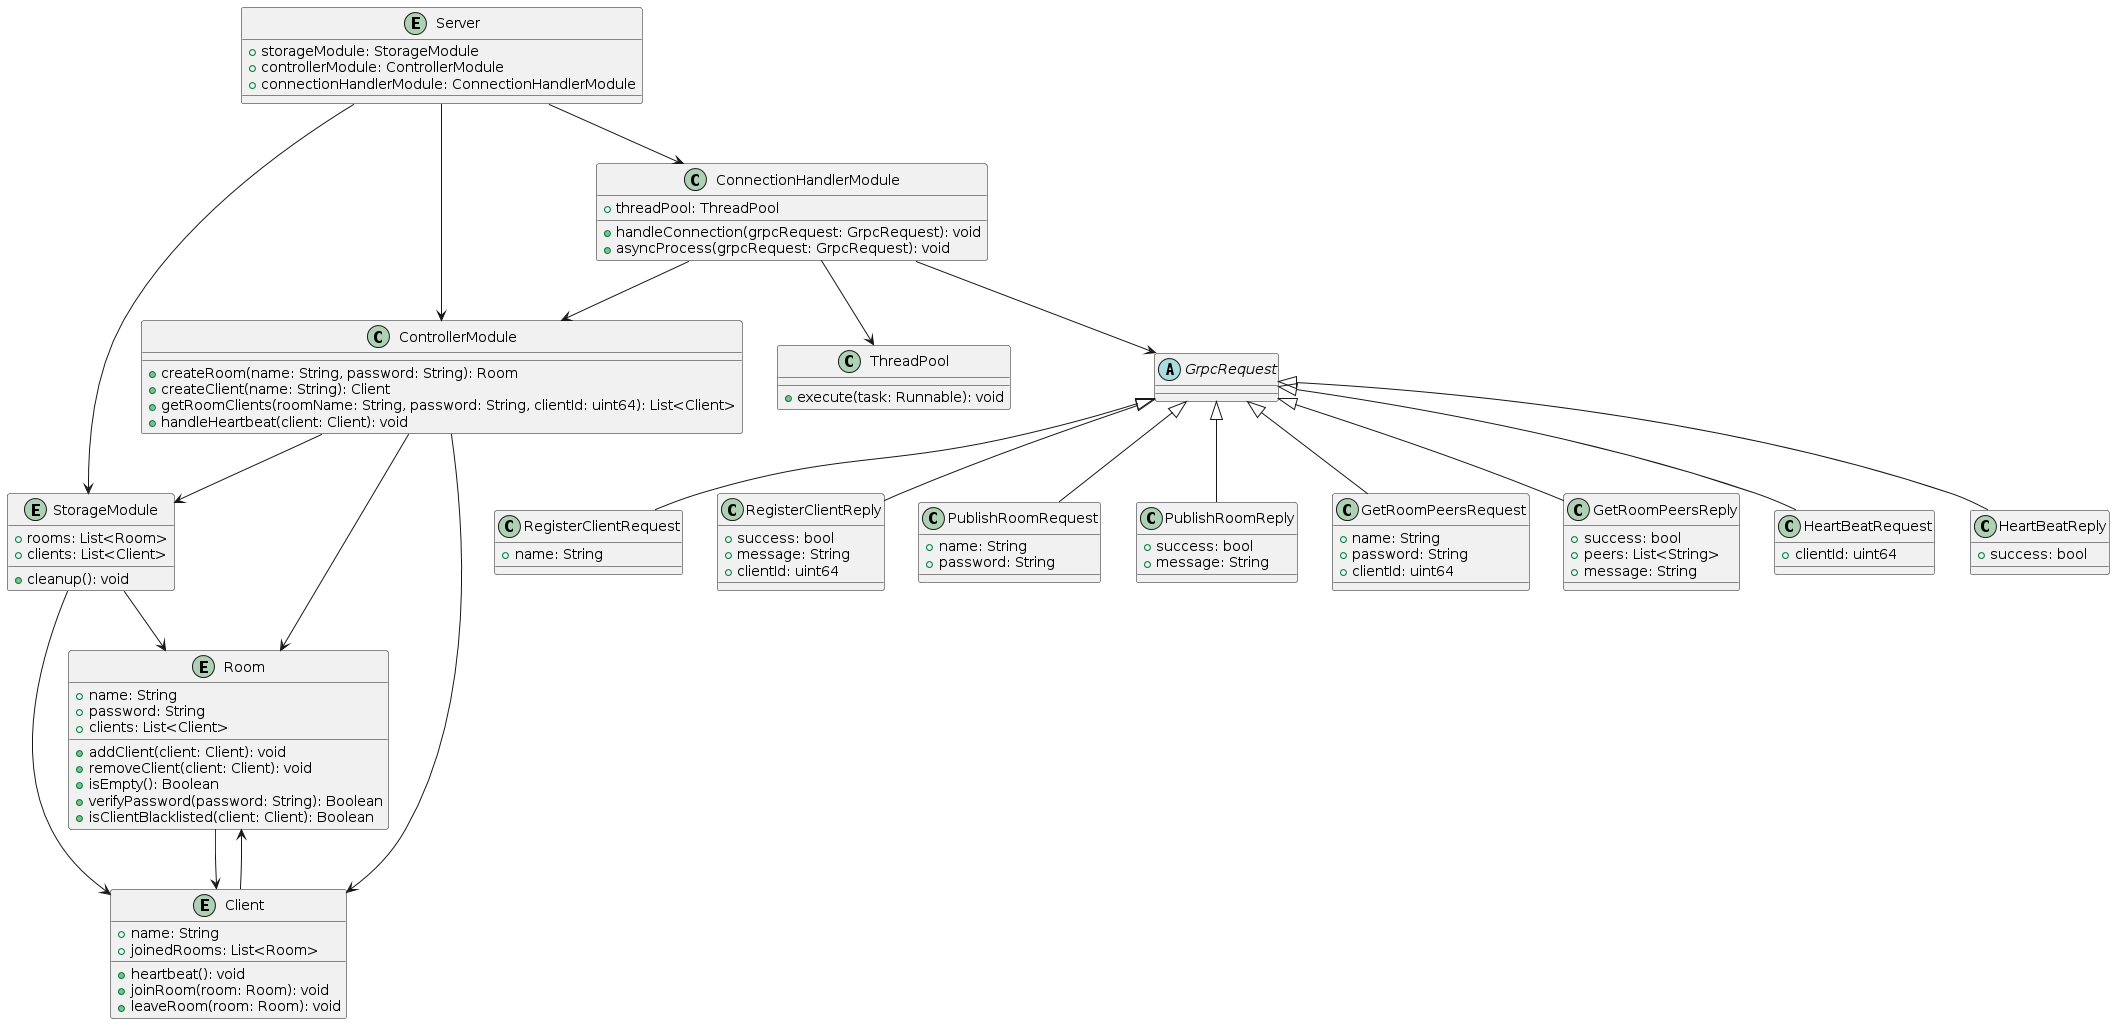 E Server
storageModule: StorageModule
controllerModule: ControllerModule
connectionHandlerModule: ConnectionHandlerModule
C ConnectionHandlerModule
threadPool: ThreadPool
handleConnection(grpcRequest: GrpcRequest): void
asyncProcess(grpcRequest: GrpcRequest): void
C ControllerModule
createRoom(name: String, password: String): Room
createClient(name: String): Client
getRoomClients(roomName: String, password: String, clientId: uint64): List<Client>
handleHeartbeat(client: Client): void
C ThreadPool
execute(task: Runnable): void
A GrpcRequest
E StorageModule
rooms: List<Room>
clients: List<Client>
cleanup(): void
C RegisterClientRequest
name: String
C RegisterClientReply
success: bool
message: String
clientId: uint64
C PublishRoomRequest
name: String
password: String
C PublishRoomReply
success: bool
message: String
C GetRoomPeersRequest
name: String
password: String
clientId: uint64
C GetRoomPeersReply
success: bool
peers: List<String>
message: String
C HeartBeatRequest
clientId: uint64
C HeartBeatReply
success: bool
E Room
name: String
password: String
clients: List<Client>
addClient(client: Client): void
removeClient(client: Client): void
isEmpty(): Boolean
verifyPassword(password: String): Boolean
isClientBlacklisted(client: Client): Boolean
E Client
name: String
joinedRooms: List<Room>
heartbeat(): void
joinRoom(room: Room): void
leaveRoom(room: Room): void